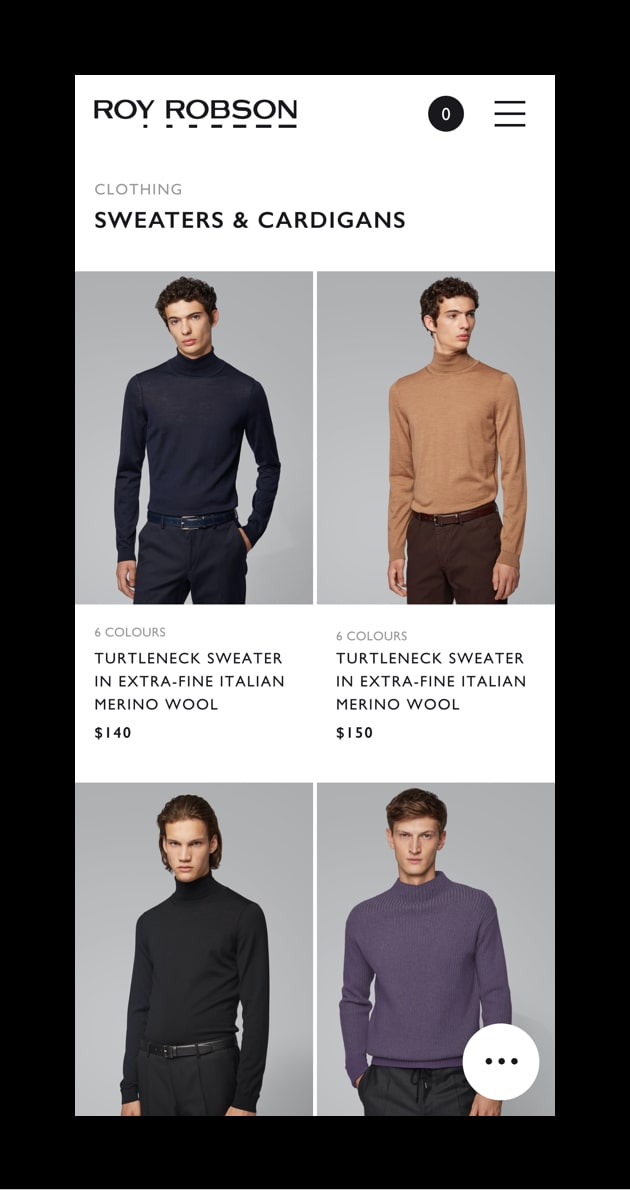 ROY ROBSON
0
CLOTHING
SWEATERS & CARDIGANS
6 COLOURS
TURTLENECK SWEATER
IN EXTRA-FINE ITALIAN
MERINO WOOL
$140
6 COLOURS
TURTLENECK SWEATER
IN EXTRA-FINE ITALIAN
MERINO WOOL
$150